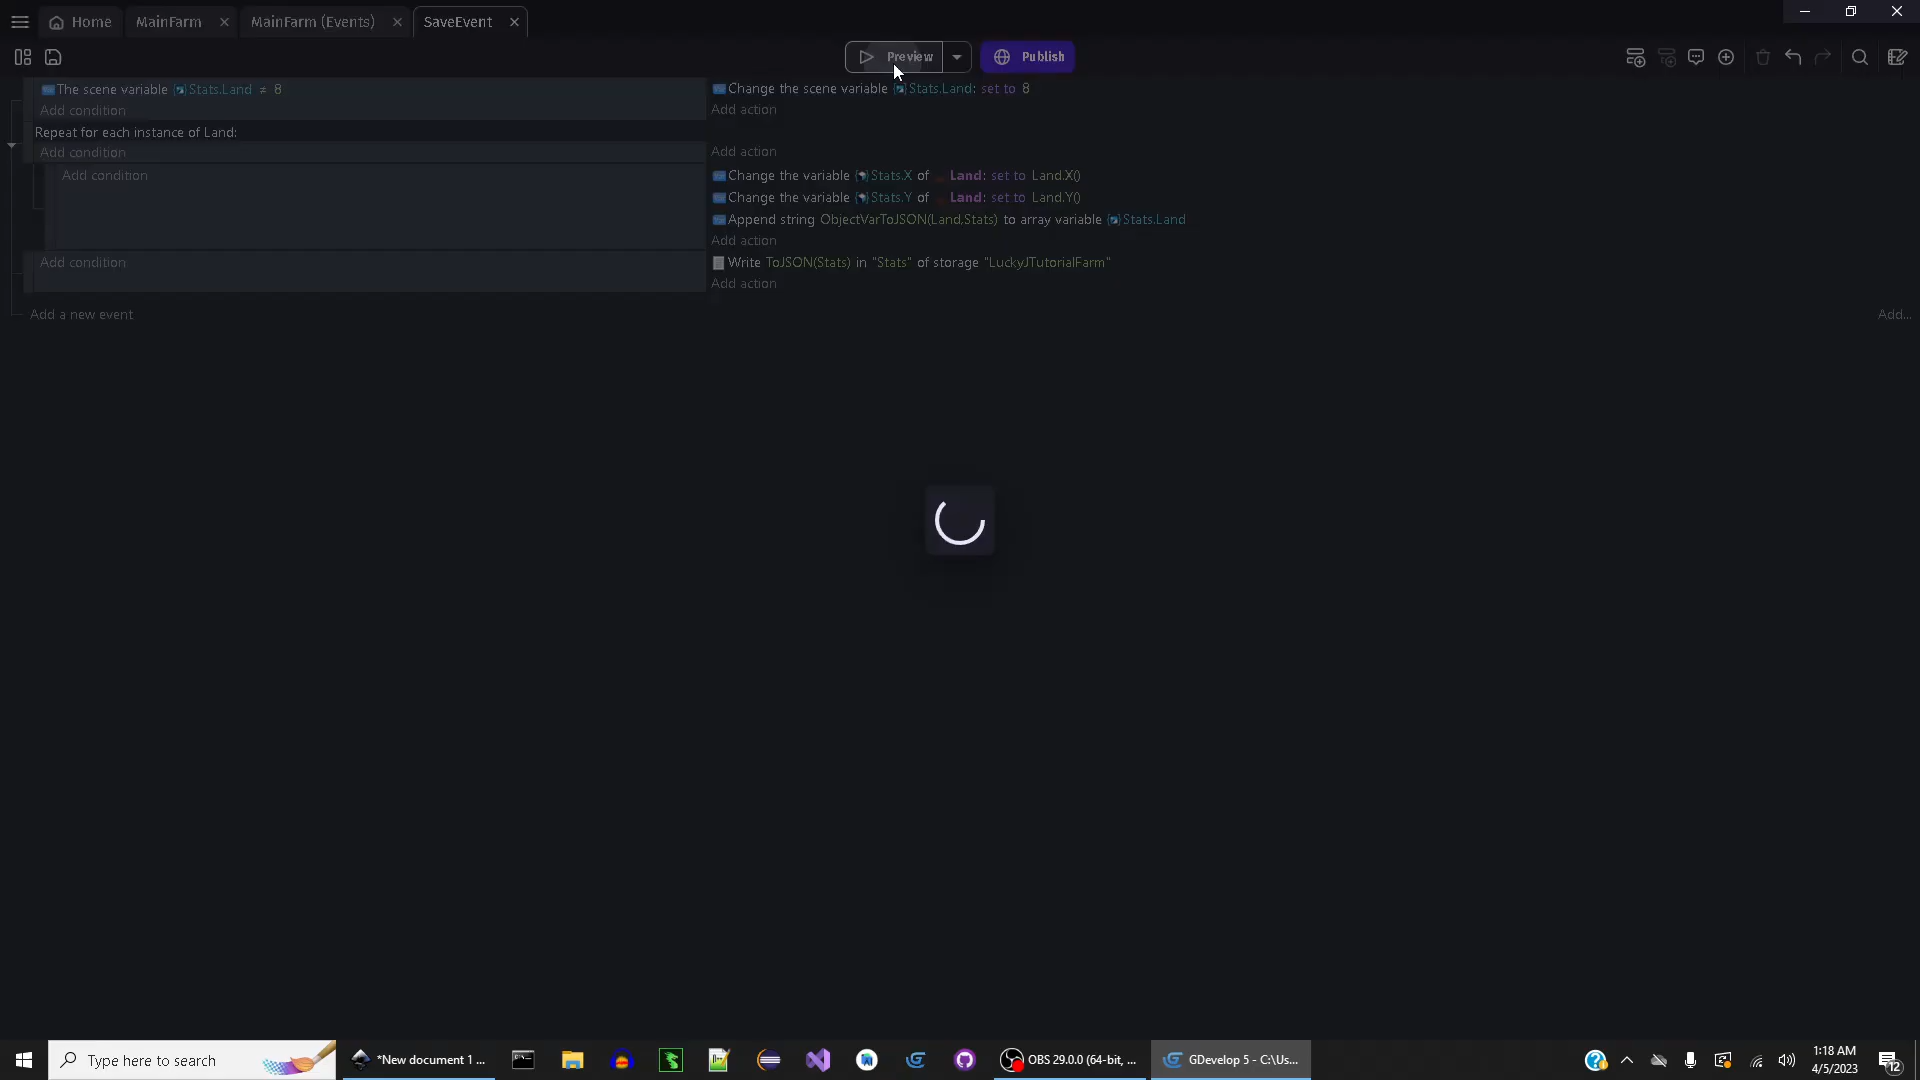 Home
MainFarm
MainFarm (Events)
SaveEvent
Preview
Publish
The scene variable Stats.Land ≠ 8
Change the scene variable Stats.Land: set to 8
Add condition
Add action
Repeat for each instance of Land:
Add condition
Add action
Add condition
Change the variable Stats.X of Land: set to Land.X()
Change the variable Stats.Y of Land: set to Land.Y()
Append string ObjectVarToJSON(Land,Stats) to array variable Stats.Land
Add action
Add condition
Write ToJSON(Stats) in "Stats" of storage "LuckyJTutorialFarm"
Add action
Add a new event
Add...
Type here to search
*New document 1 ...
OBS 29.0.0 (64-bit, ...
GDevelop 5 - C:\Us...
1:18 AM
4/5/2023
12